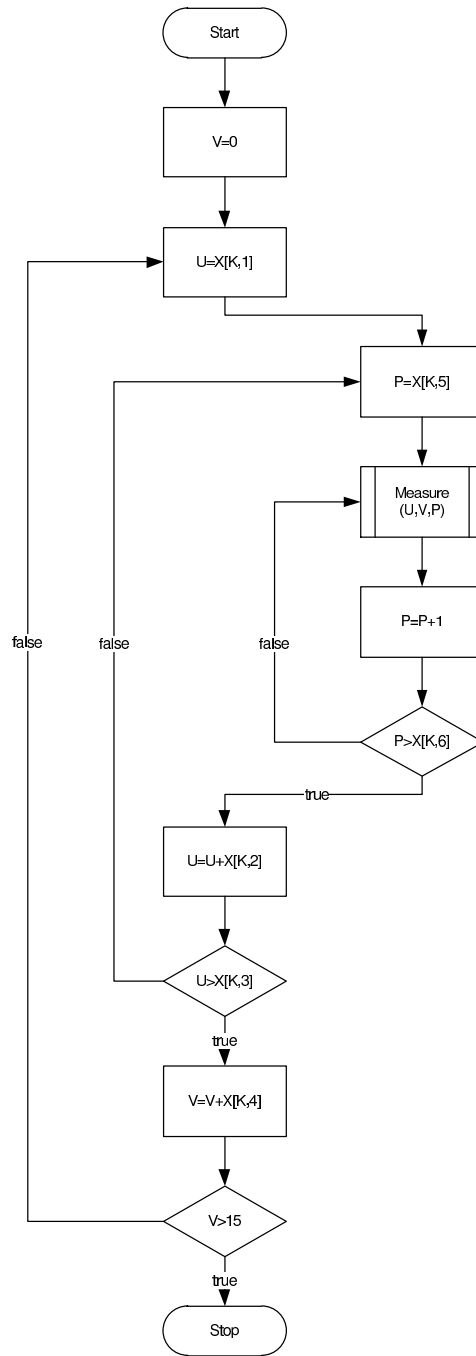 Start
V=0
U=X[K,1]
P=X[K,5]
Measure
(U,V,P)
P=P+1
false
false
false
P>X[K,6]
true
U=U+X[K,2]
U>X[K,3]
true
V=V+X[K,4]
V>15
true
Stop